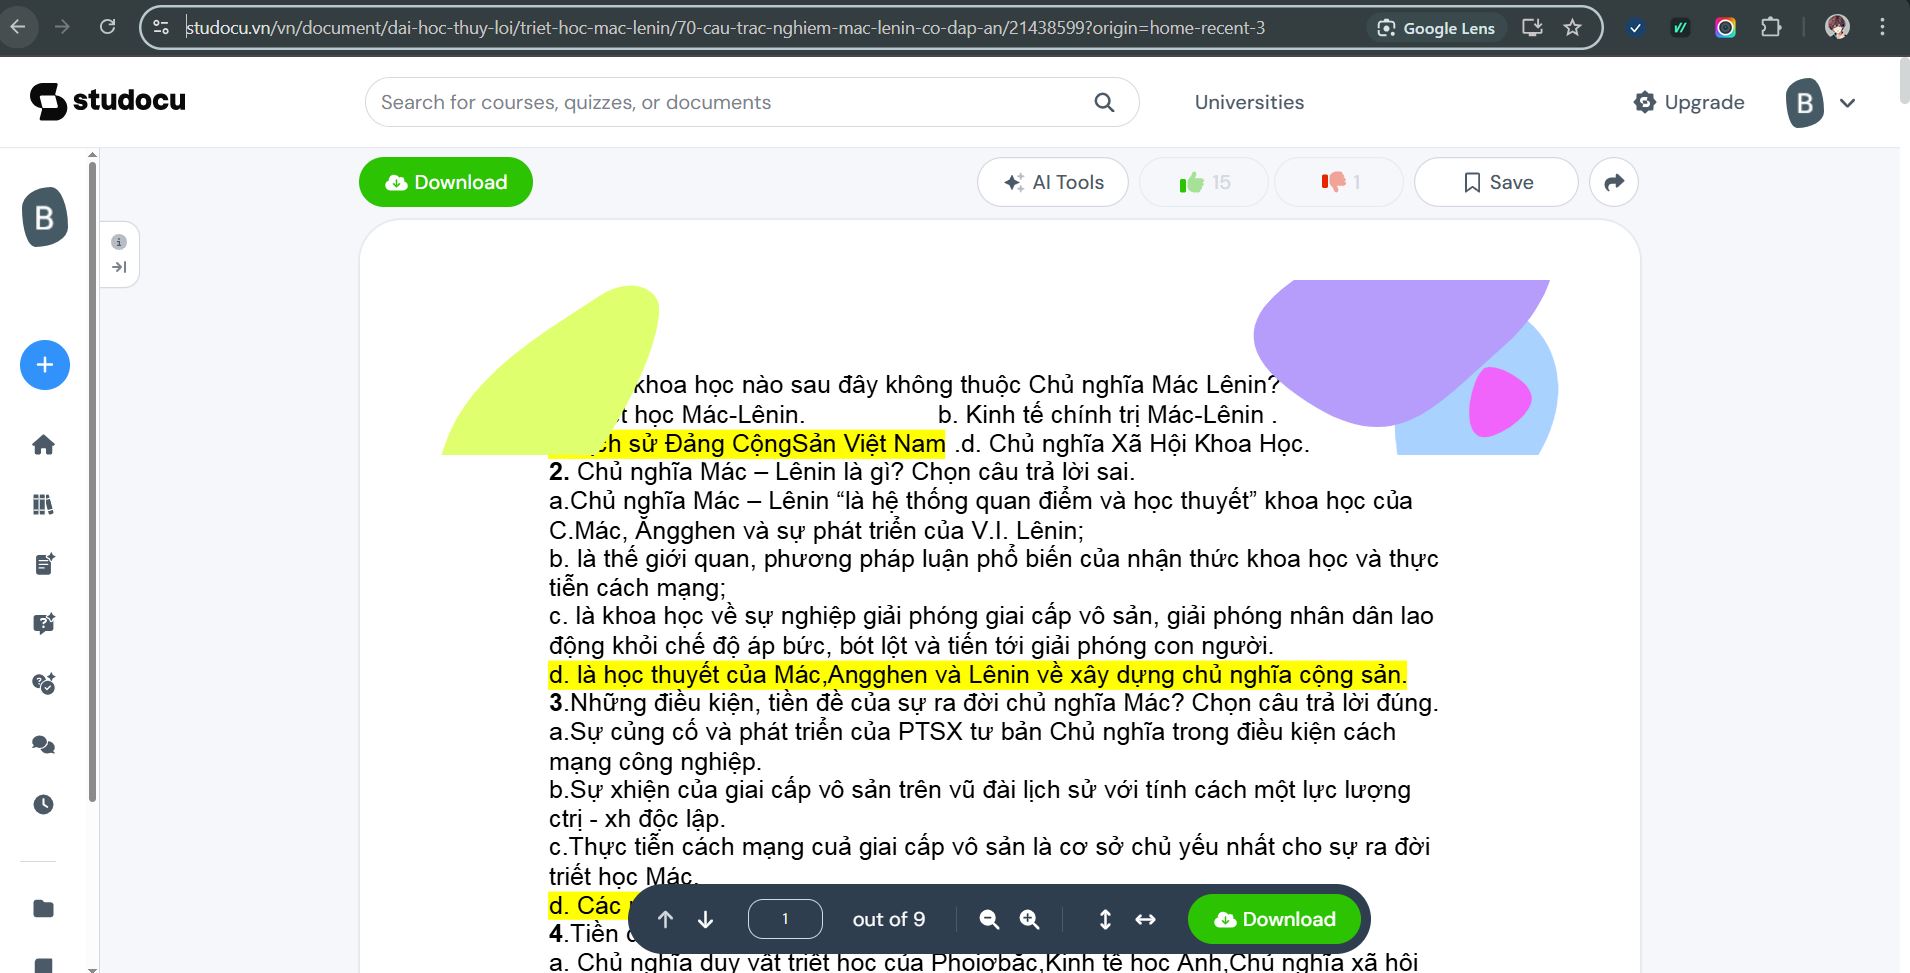 studocu.vn/vn/document/dai-hoc-thuy-loi/triet-hoc-mac-lenin/70-cau-trac-nghiem-mac-lenin-co-dap-an/21438599?origin=home-recent-3
Google Lens
studocu
Search for courses, quizzes, or documents
Universities
Upgrade
B
B
Download
AI Tools
15
1
Save
khoa học nào sau đây không thuộc Chủ nghĩa Mác Lênin?
học Mác-Lênin. b. Kinh tế chính trị Mác-Lênin .
sử Đảng CộngSản Việt Nam .d. Chủ nghĩa Xã Hội Khoa Học.
2. Chủ nghĩa Mác – Lênin là gì? Chọn câu trả lời sai.
a.Chủ nghĩa Mác – Lênin “là hệ thống quan điểm và học thuyết” khoa học của
C.Mác, Ăngghen và sự phát triển của V.I. Lênin;
b. là thế giới quan, phương pháp luận phổ biến của nhận thức khoa học và thực
tiễn cách mạng;
c. là khoa học về sự nghiệp giải phóng giai cấp vô sản, giải phóng nhân dân lao
động khỏi chế độ áp bức, bót lột và tiến tới giải phóng con người.
d. là học thuyết của Mác,Angghen và Lênin về xây dựng chủ nghĩa cộng sản.
3.Những điều kiện, tiền đề của sự ra đời chủ nghĩa Mác? Chọn câu trả lời đúng.
a.Sự củng cố và phát triển của PTSX tư bản Chủ nghĩa trong điều kiện cách
mạng công nghiệp.
b.Sự xhiện của giai cấp vô sản trên vũ đài lịch sử với tính cách một lực lượng
ctrị - xh độc lập.
c.Thực tiễn cách mạng cuả giai cấp vô sản là cơ sở chủ yếu nhất cho sự ra đời
triết học Mác.
d. Các
4.Tiền
a. Chủ nghĩa duy vật triết học của Phoiơbắc,Kinh tế học Anh,Chủ nghĩa xã hội
1
out of 9
Download